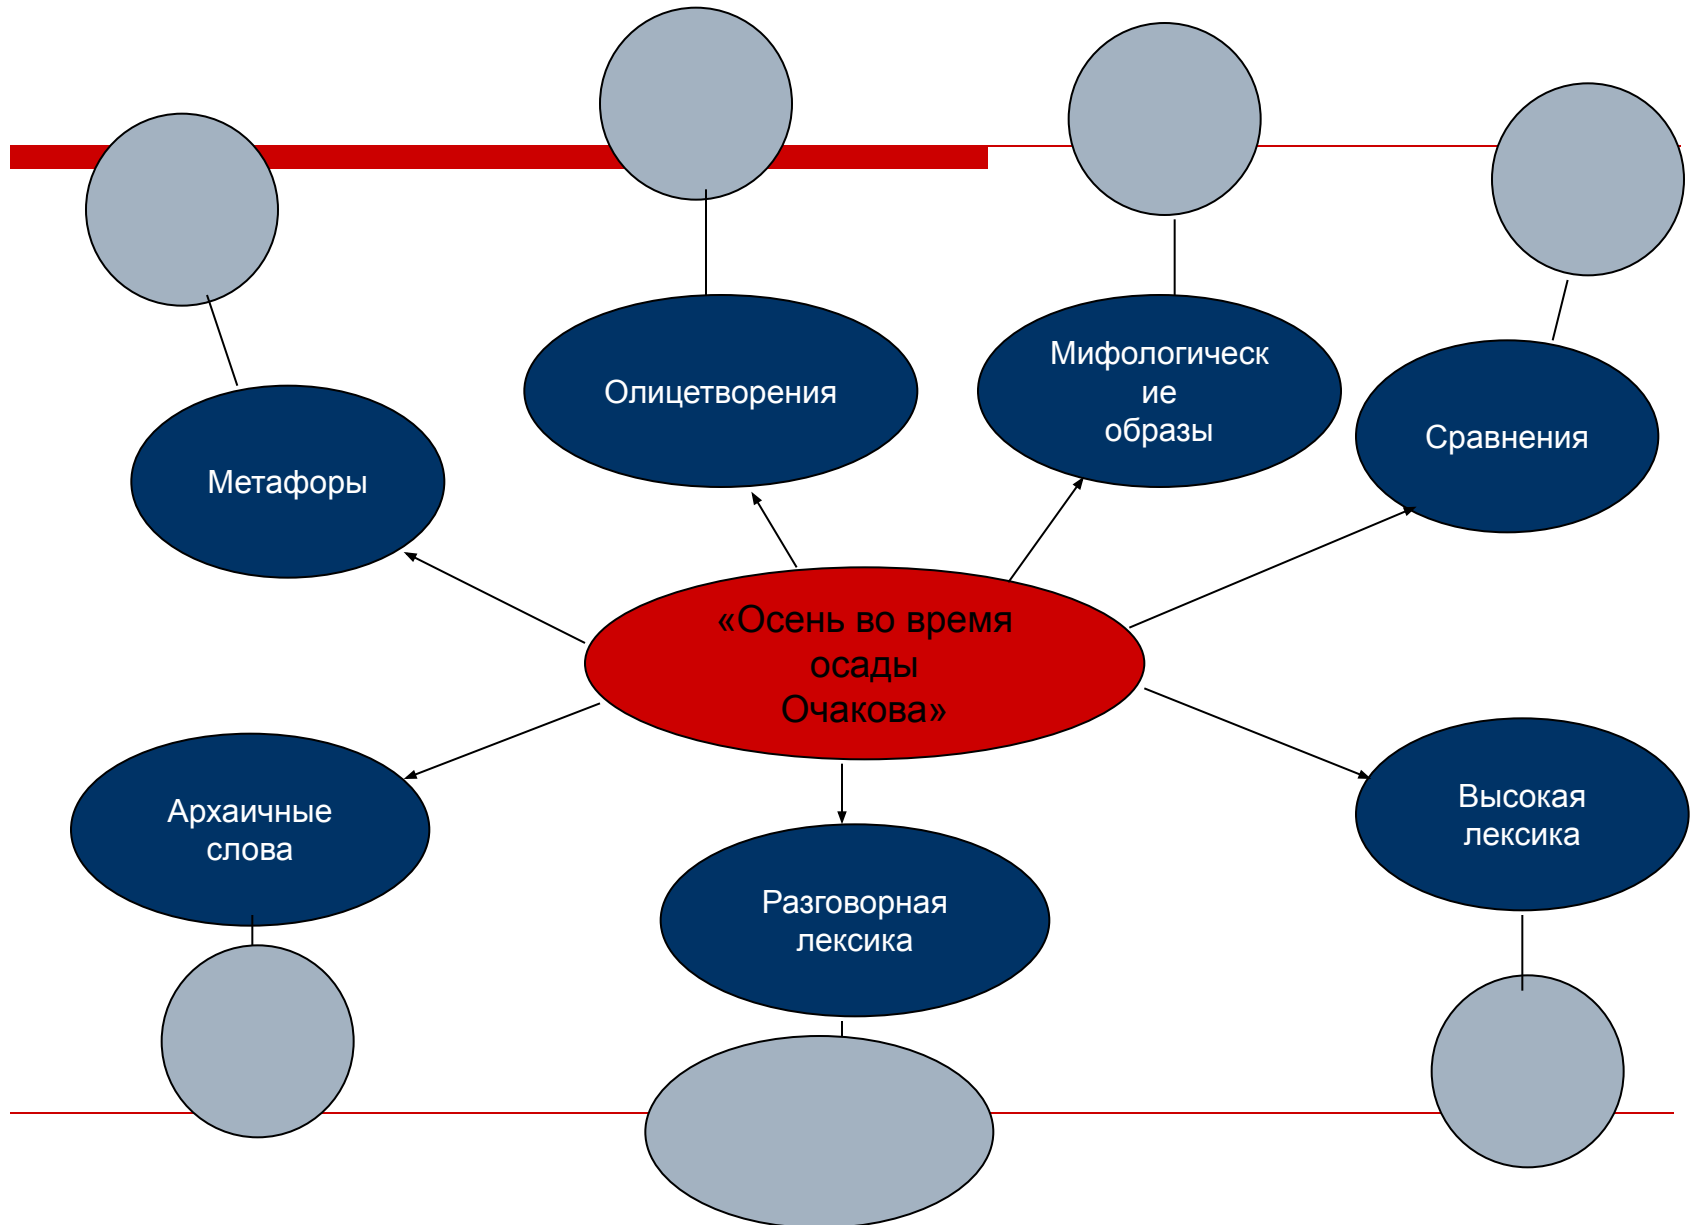 Олицетворения
Мифологическ
ие
образы
Сравнения
Метафоры
«Осень во время
осады
Очакова»
Архаичные
слова
Разговорная
лексика
Высокая
лексика